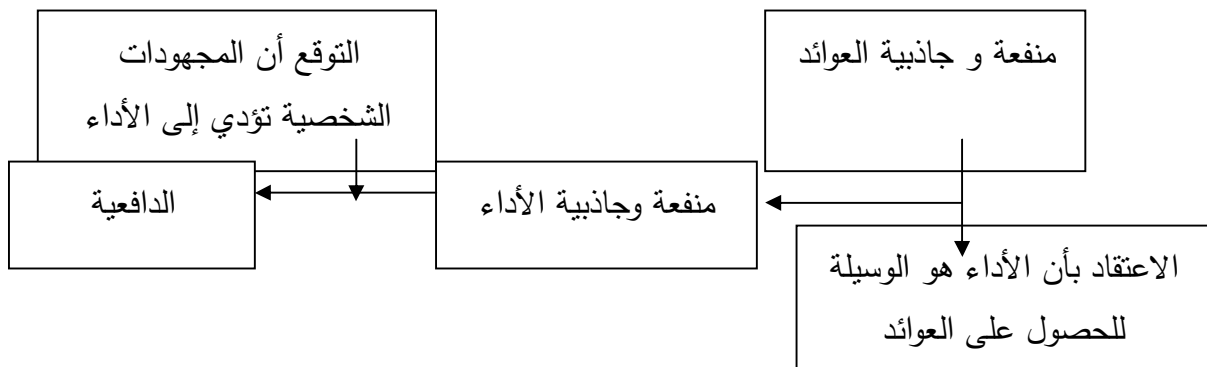 منفعة و جاذبية العوائد
التوقع أن المجهودات
الشخصية تؤدي إلى الأداء
منفعة وجاذبية الأداء
الدافعية
الاعتقاد بأن الأداء هو الوسيلة
للحصول على العوائد